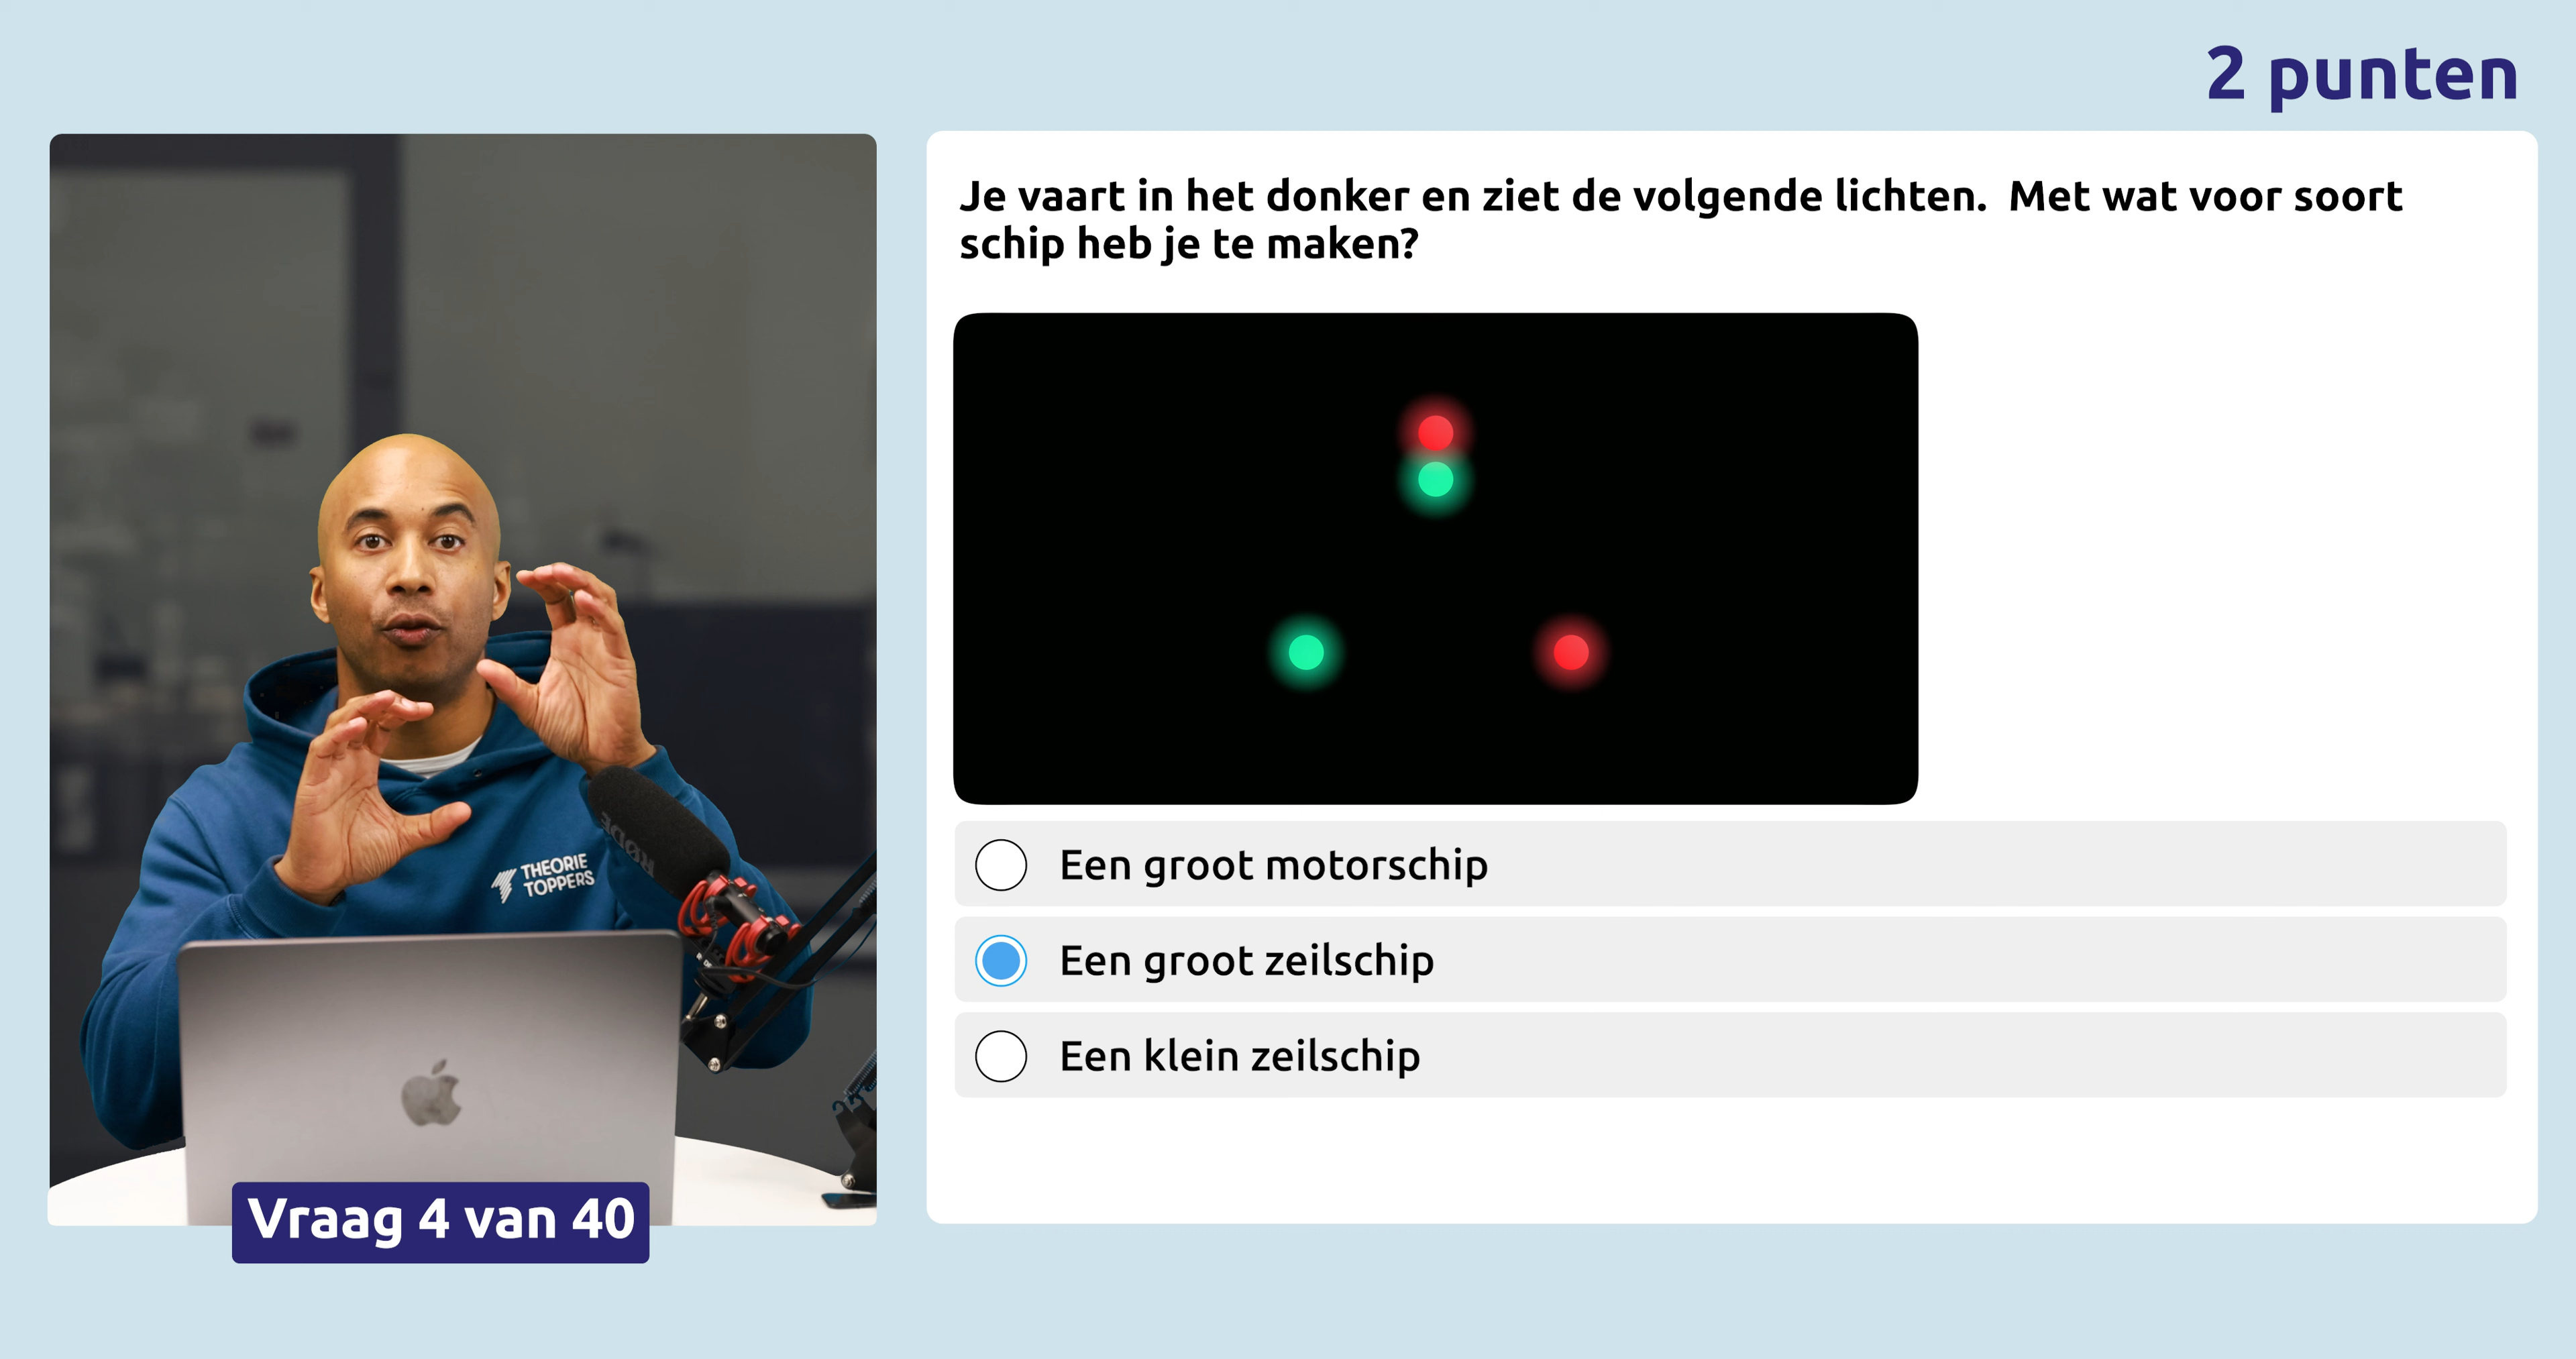 2 punten
Je vaart in het donker en ziet de volgende lichten. Met wat voor soort
schip heb je te maken?
Een groot motorschip
Een groot zeilschip
Een klein zeilschip
THEORIE
TOPPERS
RØDE
Vraag 4 van 40